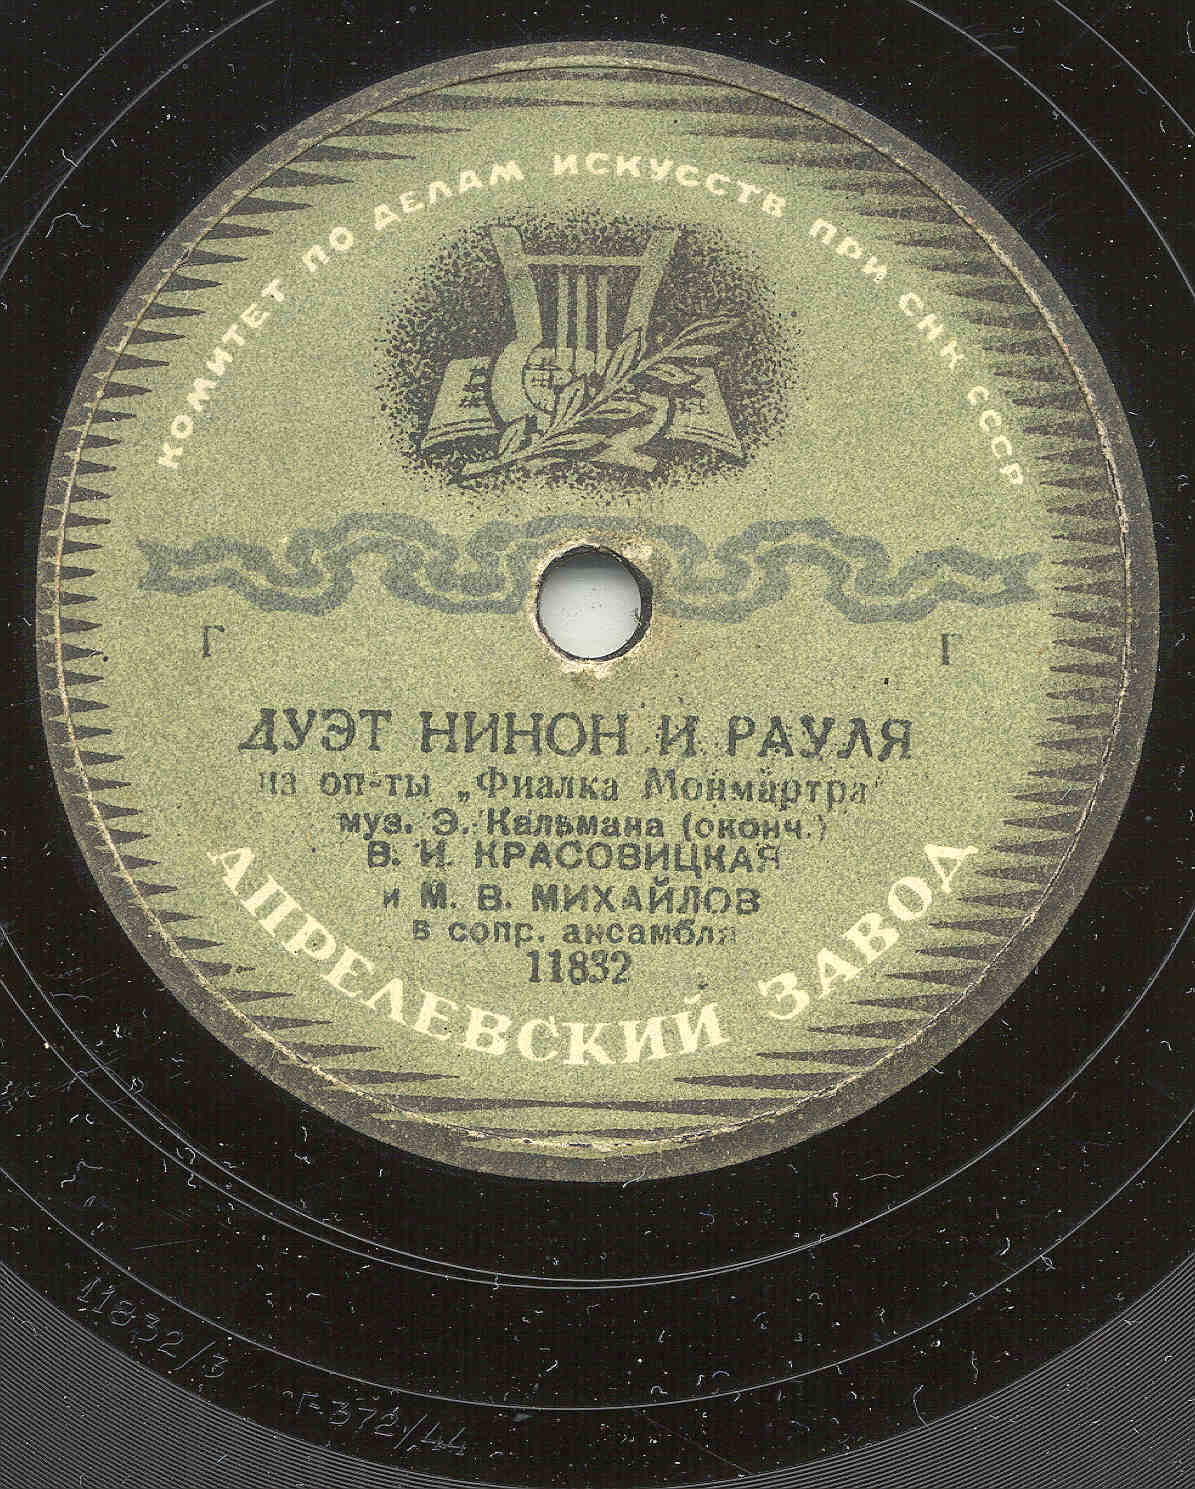 КОМИТЕТ ПО ДЕЛАМ ИСКУССТВ ПРИ СНК СССР
Г Г
ДУЭТ НИНОН И РАУЛЯ
из оп-ты „Фиалка Монмартра"
муз. Э. Кальмана (оконч.)
В. И. КРАСОВИЦКАЯ
и М. В. МИХАЙЛОВ
в сопр. ансамбля
11832
АПРЕЛЕВСКИЙ ЗАВОД
11832/3
Г-372/44